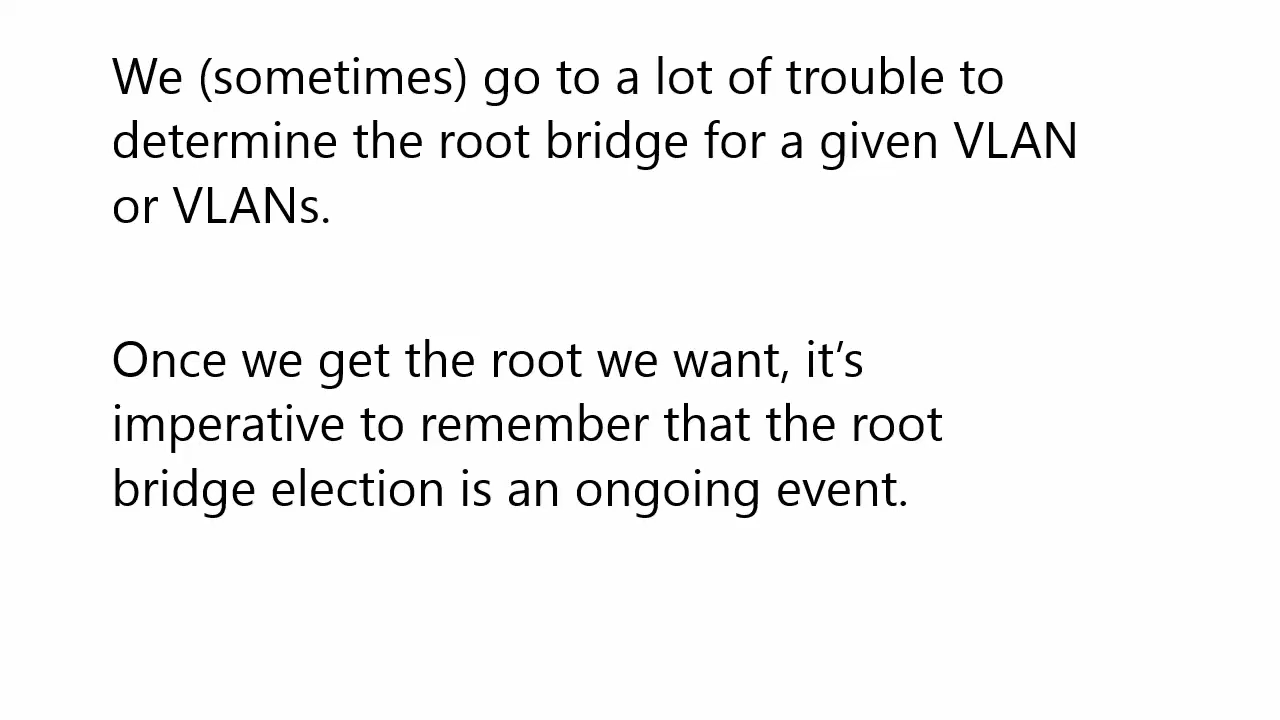 We (sometimes) go to a lot of trouble to
determine the root bridge for a given VLAN
or VLANs.
Once we get the root we want, it’s
imperative to remember that the root
bridge election is an ongoing event.